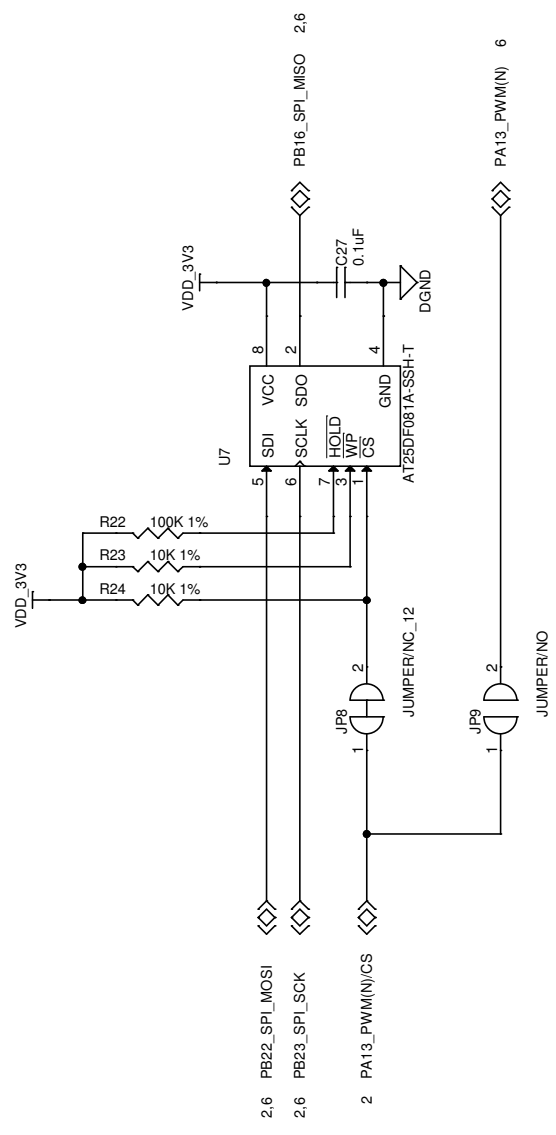 VDD_3V3
R22 100K 1%
R23 10K 1%
R24 10K 1%
2,6 PB22_SPI_MOSI
2,6 PB23_SPI_SCK
2 PA13_PWM(N)/CS
JP8
1 2
JUMPER/NC_12
JP9
1 2
JUMPER/NO
U7
5 SDI
6 SCLK
7 HOLD
3 WP
1 CS
VCC 8
SDO 2
GND 4
AT25DF081A-SSH-T
VDD_3V3
C27
0.1uF
DGND
PB16_SPI_MISO 2,6
PA13_PWM(N) 6